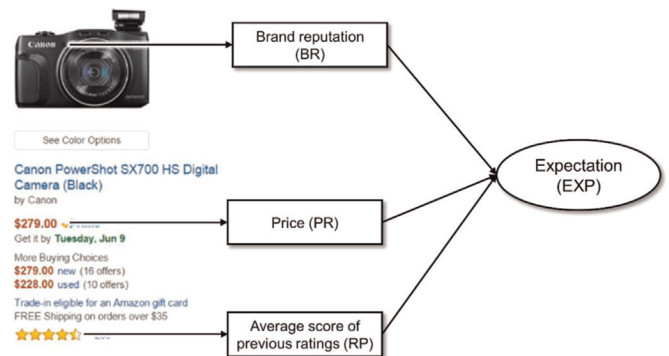 Canon
Brand reputation
(BR)
See Color Options
Canon PowerShot SX700 HS Digital
Camera (Black)
by Canon
$279.00
Get it by Tuesday, Jun 9
More Buying Choices
$279.00 new (16 offers)
$228.00 used (10 offers)
Trade-in eligible for an Amazon gift card
FREE Shipping on orders over $35
Price (PR)
Average score of
previous ratings (RP)
Expectation
(EXP)